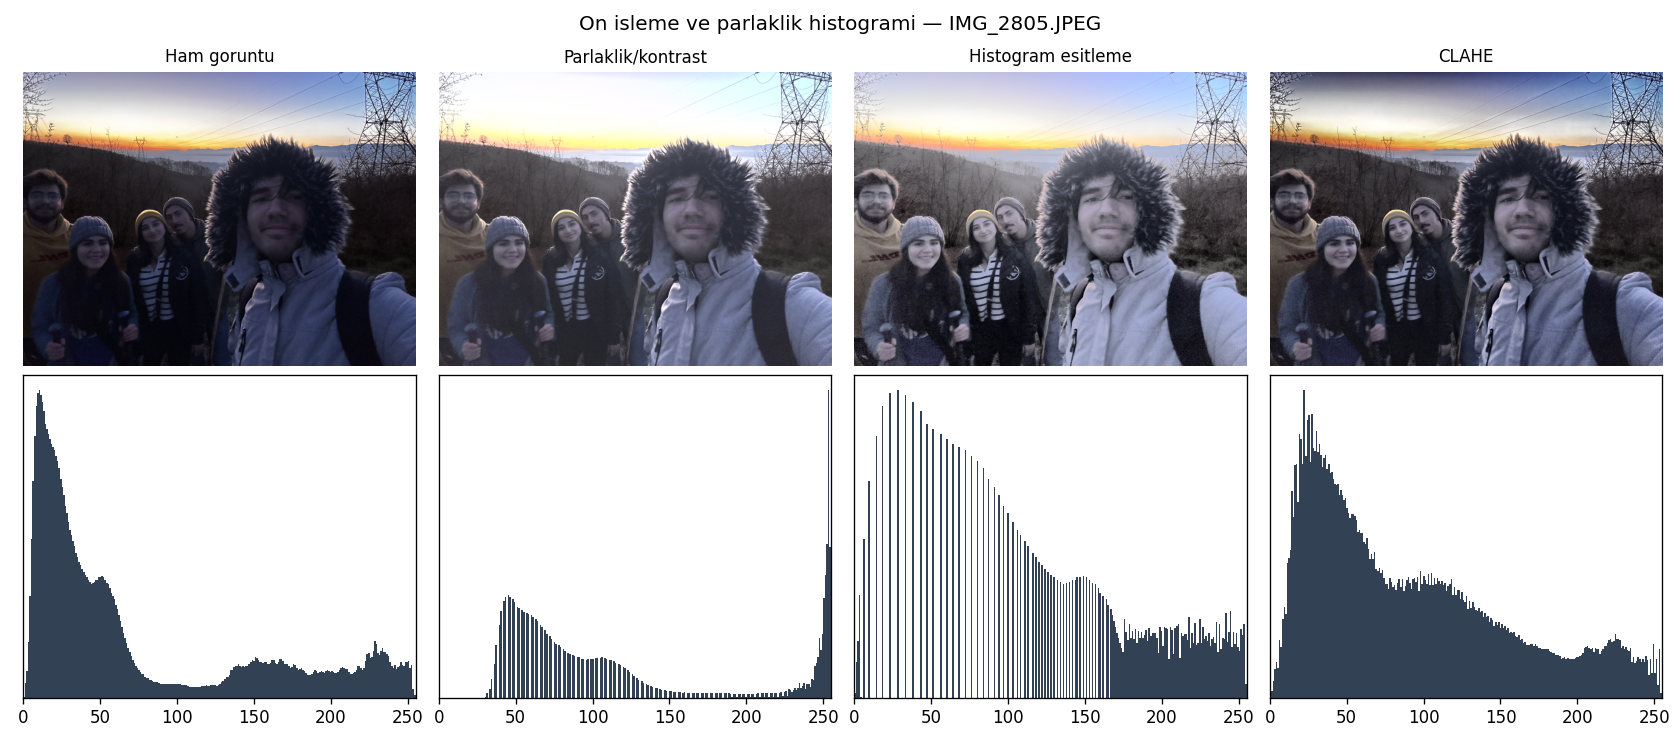 On isleme ve parlaklik histogrami — IMG_2805.JPEG
Ham goruntu
Parlaklik/kontrast
Histogram esitleme
CLAHE
0 50 100 150 200 250
50 100 150 200 250
0 50 100 150 200 250
0 50 100 150 200 250